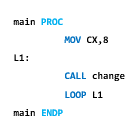 main PROC
MOV CX,8
L1:
CALL change
LOOP L1
main ENDP